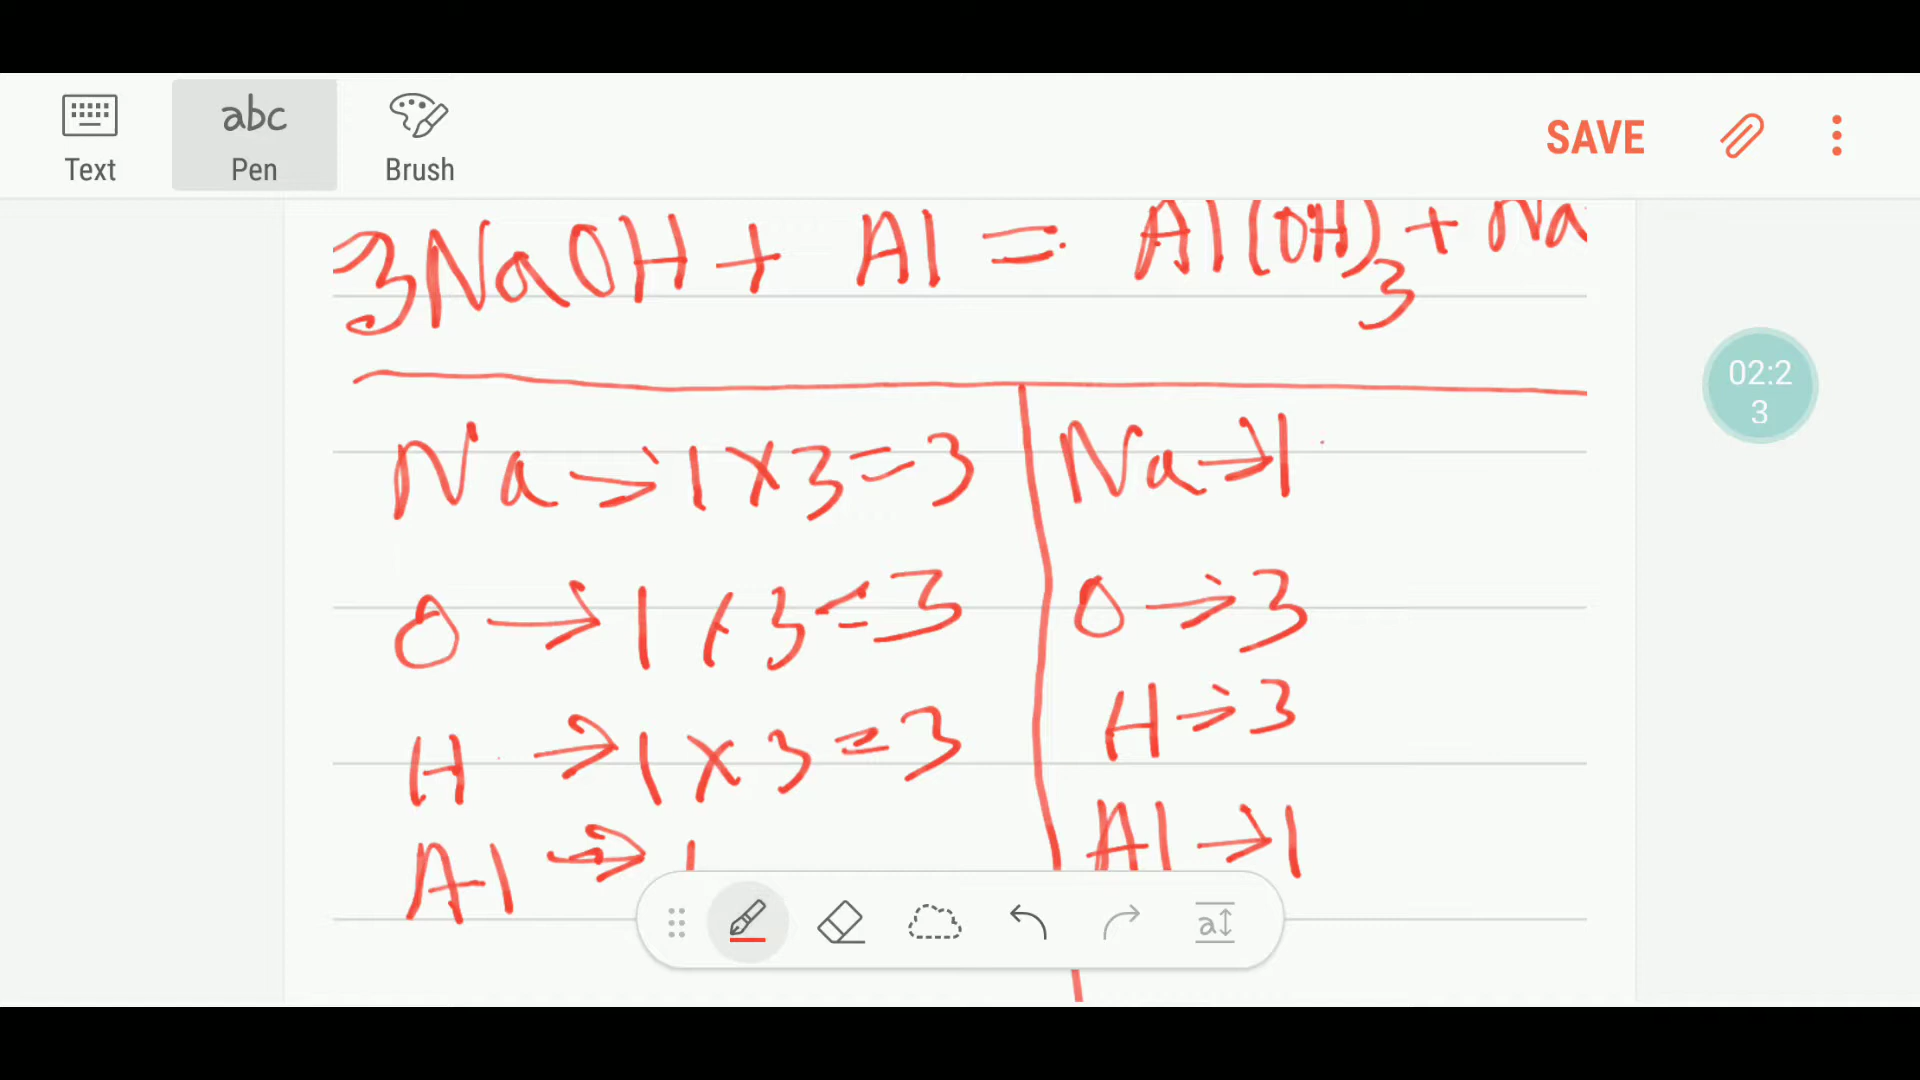 Text
abc
Pen
Brush
SAVE
3NaOH + Al = Al(OH)3 + Na
02:2
3
Na → 1 x 3 = 3
Na → 1
O → 1 x 3 = 3
O → 3
H → 1 x 3 = 3
H → 3
Al → 1
Al → 1
a